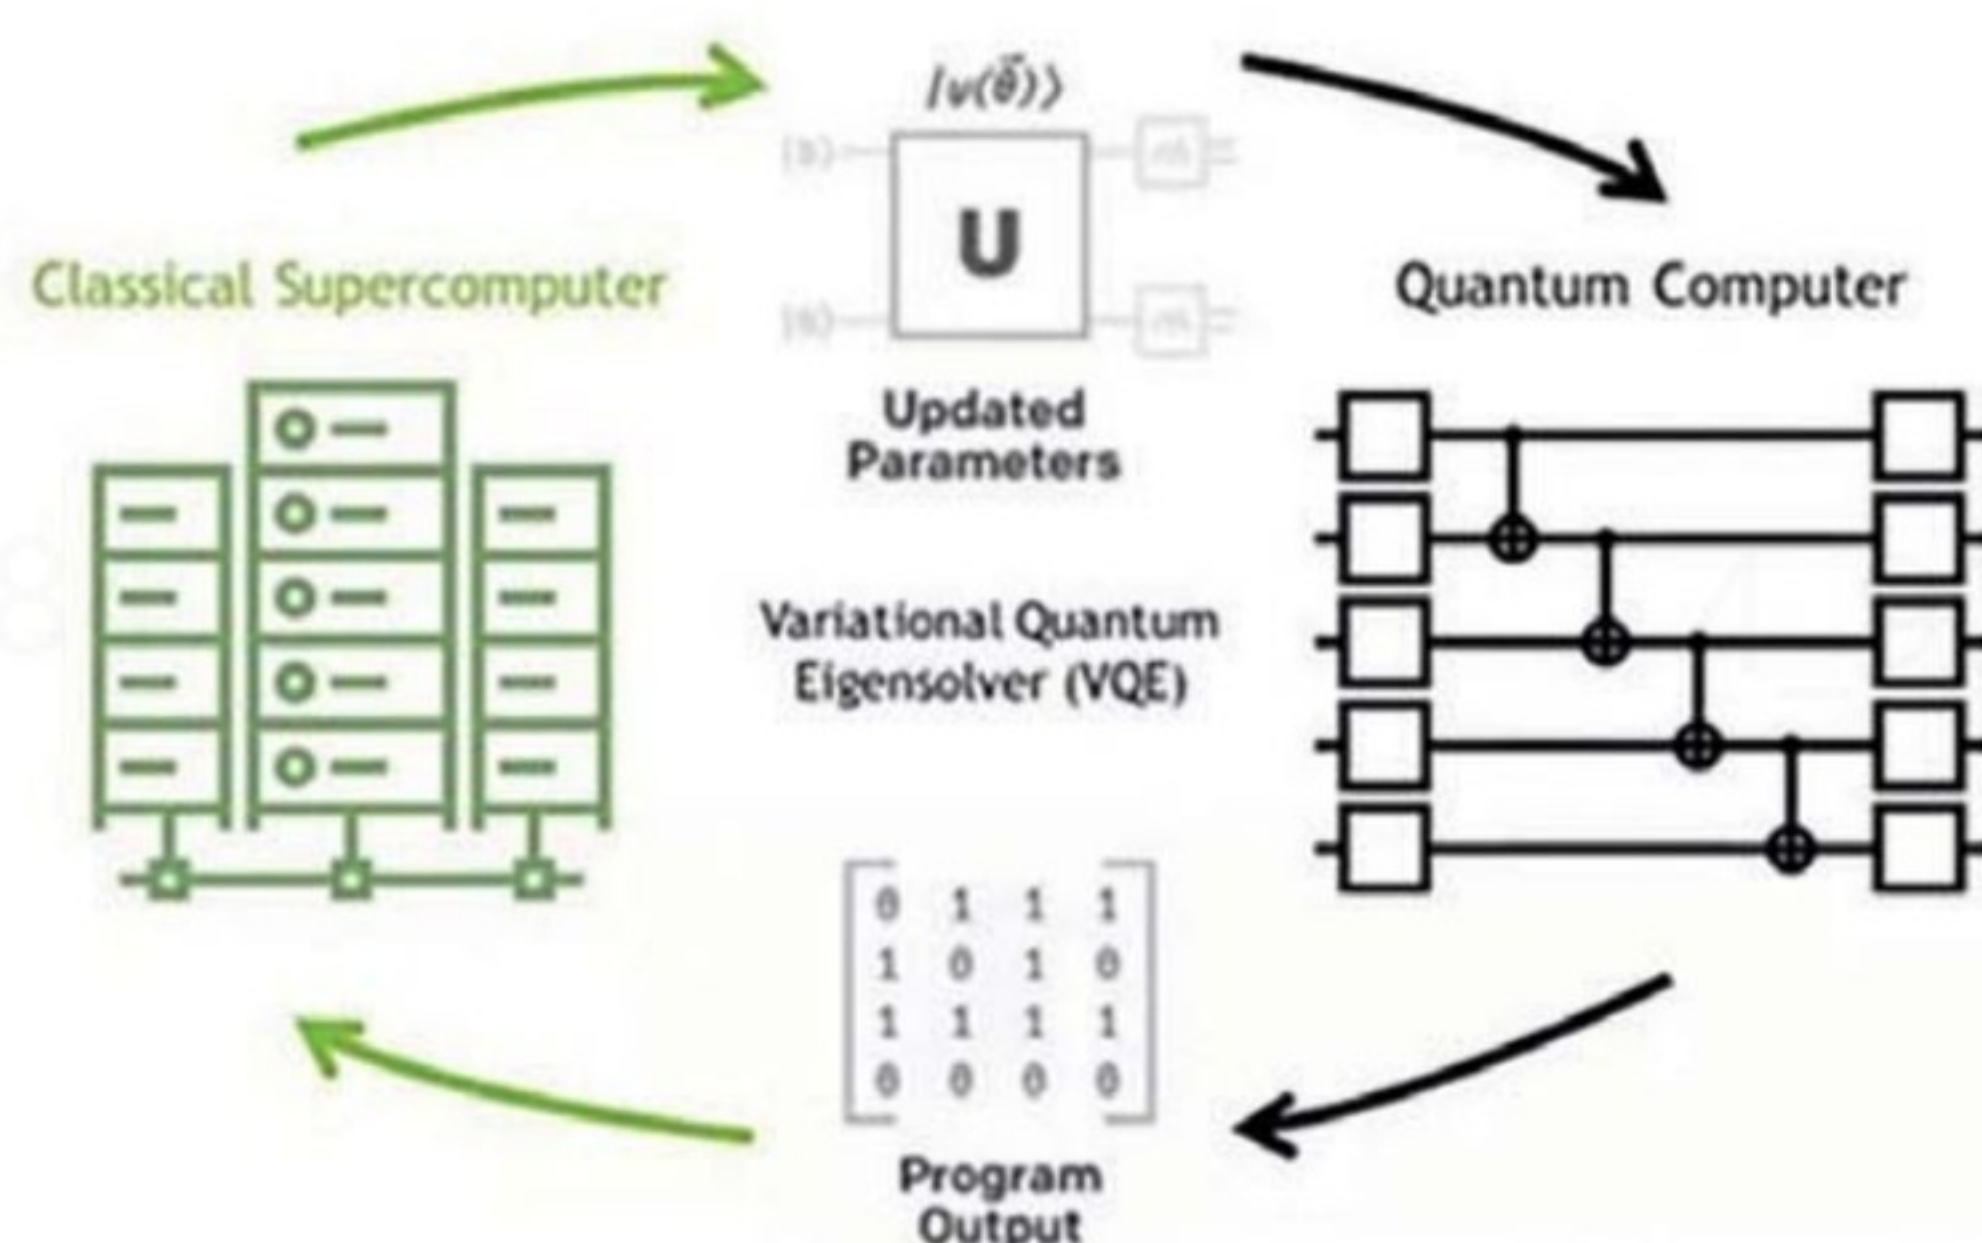 |ψ(θ⃗)⟩
U
Classical Supercomputer
Quantum Computer
Updated
Parameters
Variational Quantum
Eigensolver (VQE)
0 1 1 1
1 0 1 0
1 1 1 1
0 0 0 0
Program
Output